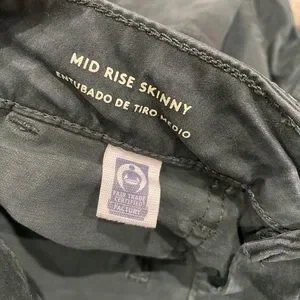 MID RISE SKINNY
ENTUBADO DE TIRO MEDIO
FAIR TRADE
CERTIFIED
FACTORY